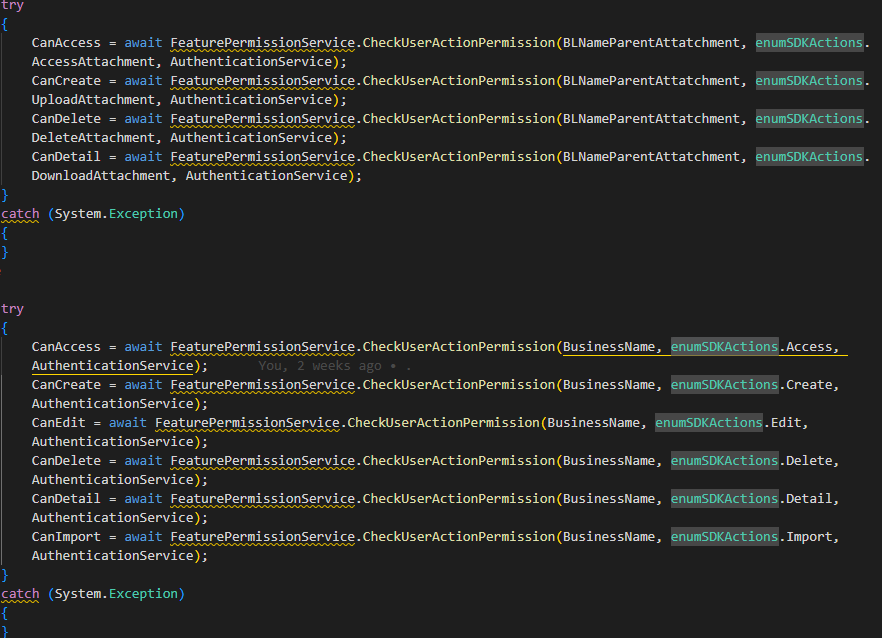 try
{
CanAccess = await FeaturePermissionService.CheckUserActionPermission(BLNameParentAttatchment, enumSDKActions.
AccessAttachment, AuthenticationService);
CanCreate = await FeaturePermissionService.CheckUserActionPermission(BLNameParentAttatchment, enumSDKActions.
UploadAttachment, AuthenticationService);
CanDelete = await FeaturePermissionService.CheckUserActionPermission(BLNameParentAttatchment, enumSDKActions.
DeleteAttachment, AuthenticationService);
CanDetail = await FeaturePermissionService.CheckUserActionPermission(BLNameParentAttatchment, enumSDKActions.
DownloadAttachment, AuthenticationService);
}
catch (System.Exception)
{
}
try
{
CanAccess = await FeaturePermissionService.CheckUserActionPermission(BusinessName, enumSDKActions.Access,
AuthenticationService); You, 2 weeks ago • .
CanCreate = await FeaturePermissionService.CheckUserActionPermission(BusinessName, enumSDKActions.Create,
AuthenticationService);
CanEdit = await FeaturePermissionService.CheckUserActionPermission(BusinessName, enumSDKActions.Edit,
AuthenticationService);
CanDelete = await FeaturePermissionService.CheckUserActionPermission(BusinessName, enumSDKActions.Delete,
AuthenticationService);
CanDetail = await FeaturePermissionService.CheckUserActionPermission(BusinessName, enumSDKActions.Detail,
AuthenticationService);
CanImport = await FeaturePermissionService.CheckUserActionPermission(BusinessName, enumSDKActions.Import,
AuthenticationService);
}
catch (System.Exception)
{
}